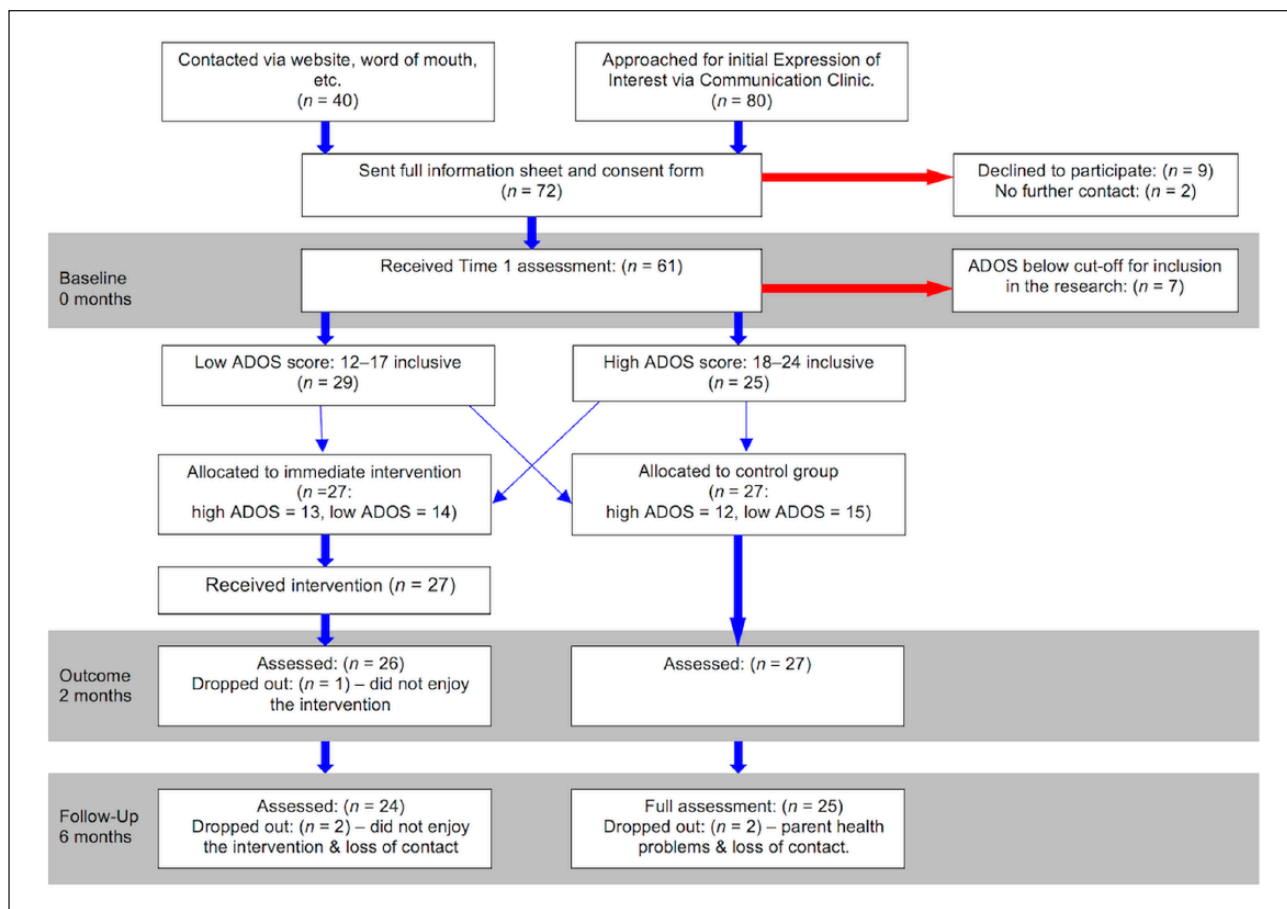 Contacted via website, word of mouth,
etc.
(n = 40)
Approached for initial Expression of
Interest via Communication Clinic.
(n = 80)
Sent full information sheet and consent form
(n = 72)
Declined to participate: (n = 9)
No further contact: (n = 2)
Baseline
0 months
Received Time 1 assessment: (n = 61)
ADOS below cut-off for inclusion
in the research: (n = 7)
Low ADOS score: 12–17 inclusive
(n = 29)
High ADOS score: 18–24 inclusive
(n = 25)
Allocated to immediate intervention
(n =27:
high ADOS = 13, low ADOS = 14)
Allocated to control group
(n = 27:
high ADOS = 12, low ADOS = 15)
Received intervention (n = 27)
Outcome
2 months
Assessed: (n = 26)
Dropped out: (n = 1) – did not enjoy
the intervention
Assessed: (n = 27)
Follow-Up
6 months
Assessed: (n = 24)
Dropped out: (n = 2) – did not enjoy
the intervention & loss of contact
Full assessment: (n = 25)
Dropped out: (n = 2) – parent health
problems & loss of contact.